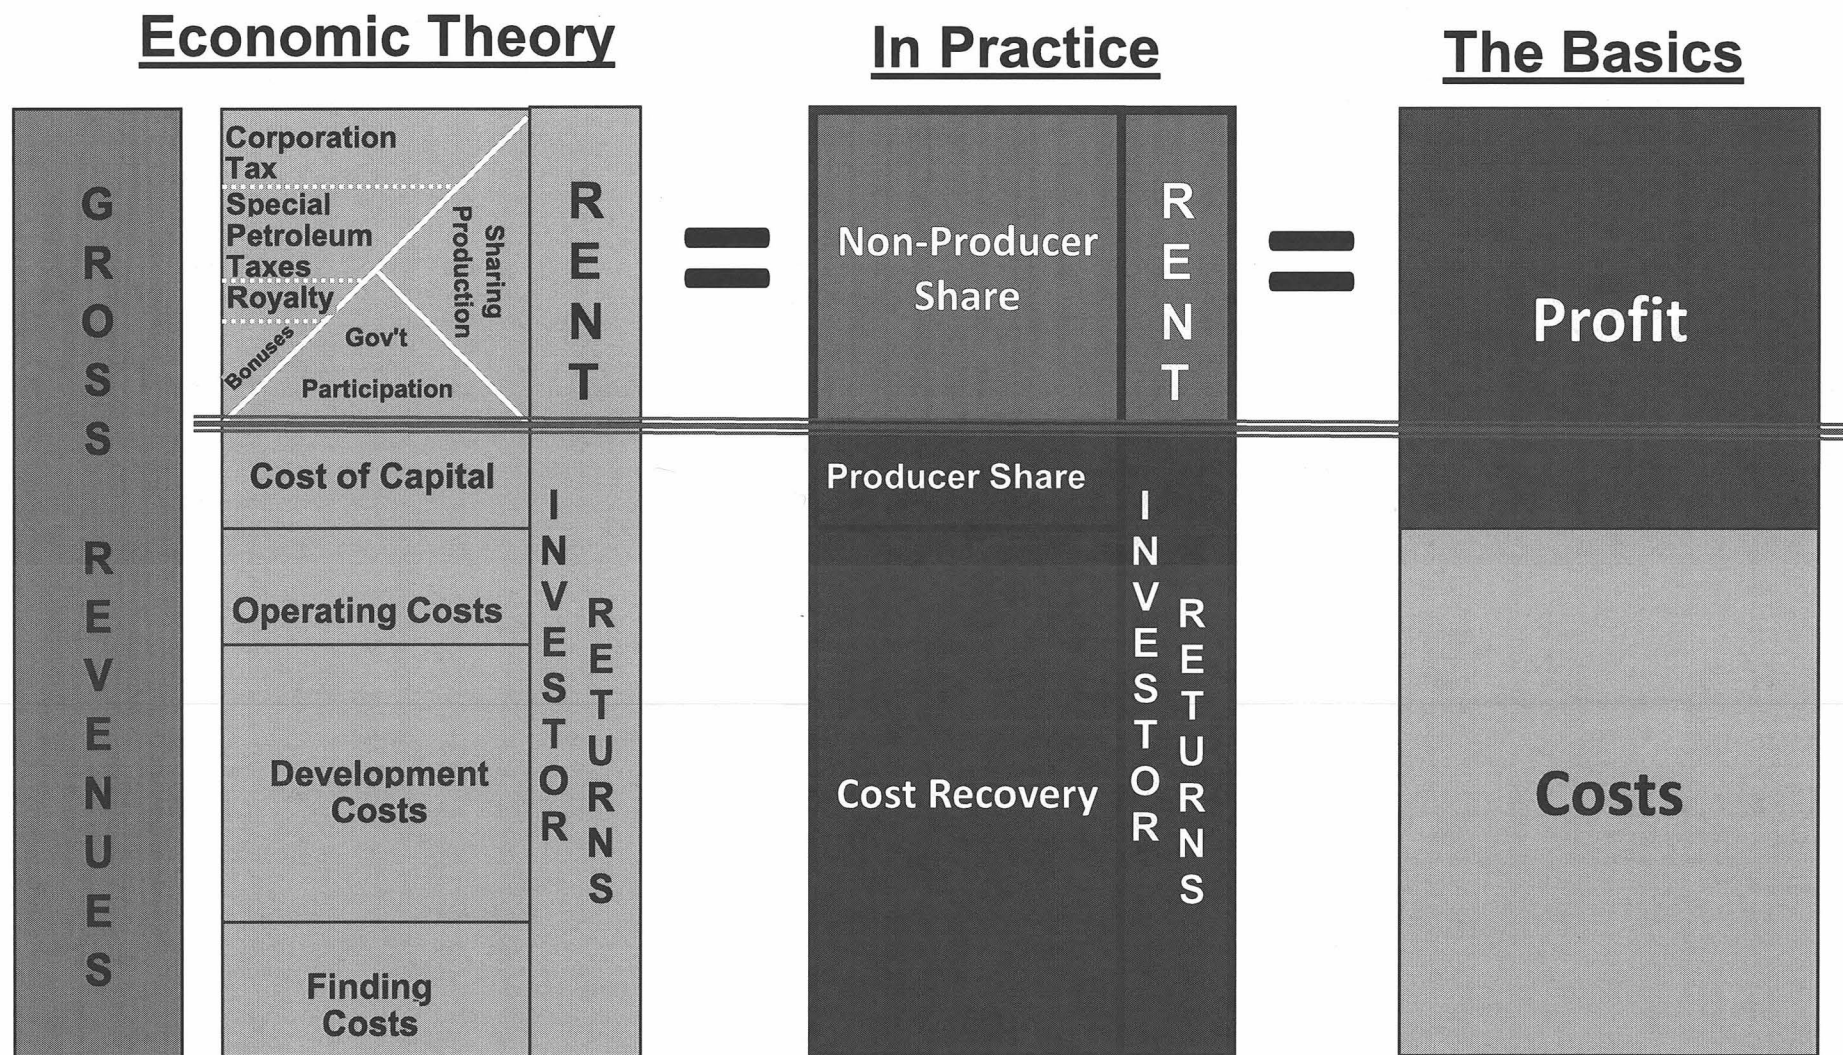 Economic Theory
In Practice
The Basics
GROSS REVENUES
Corporation
Tax
Special
Petroleum
Taxes
Royalty
Bonuses
Sharing
Production
Gov't
Participation
RENT
Cost of Capital
Operating Costs
Development
Costs
Finding
Costs
INVESTOR
RETURNS
=
Non-Producer
Share
RENT
Producer Share
Cost Recovery
INVESTOR
RETURNS
=
Profit
Costs